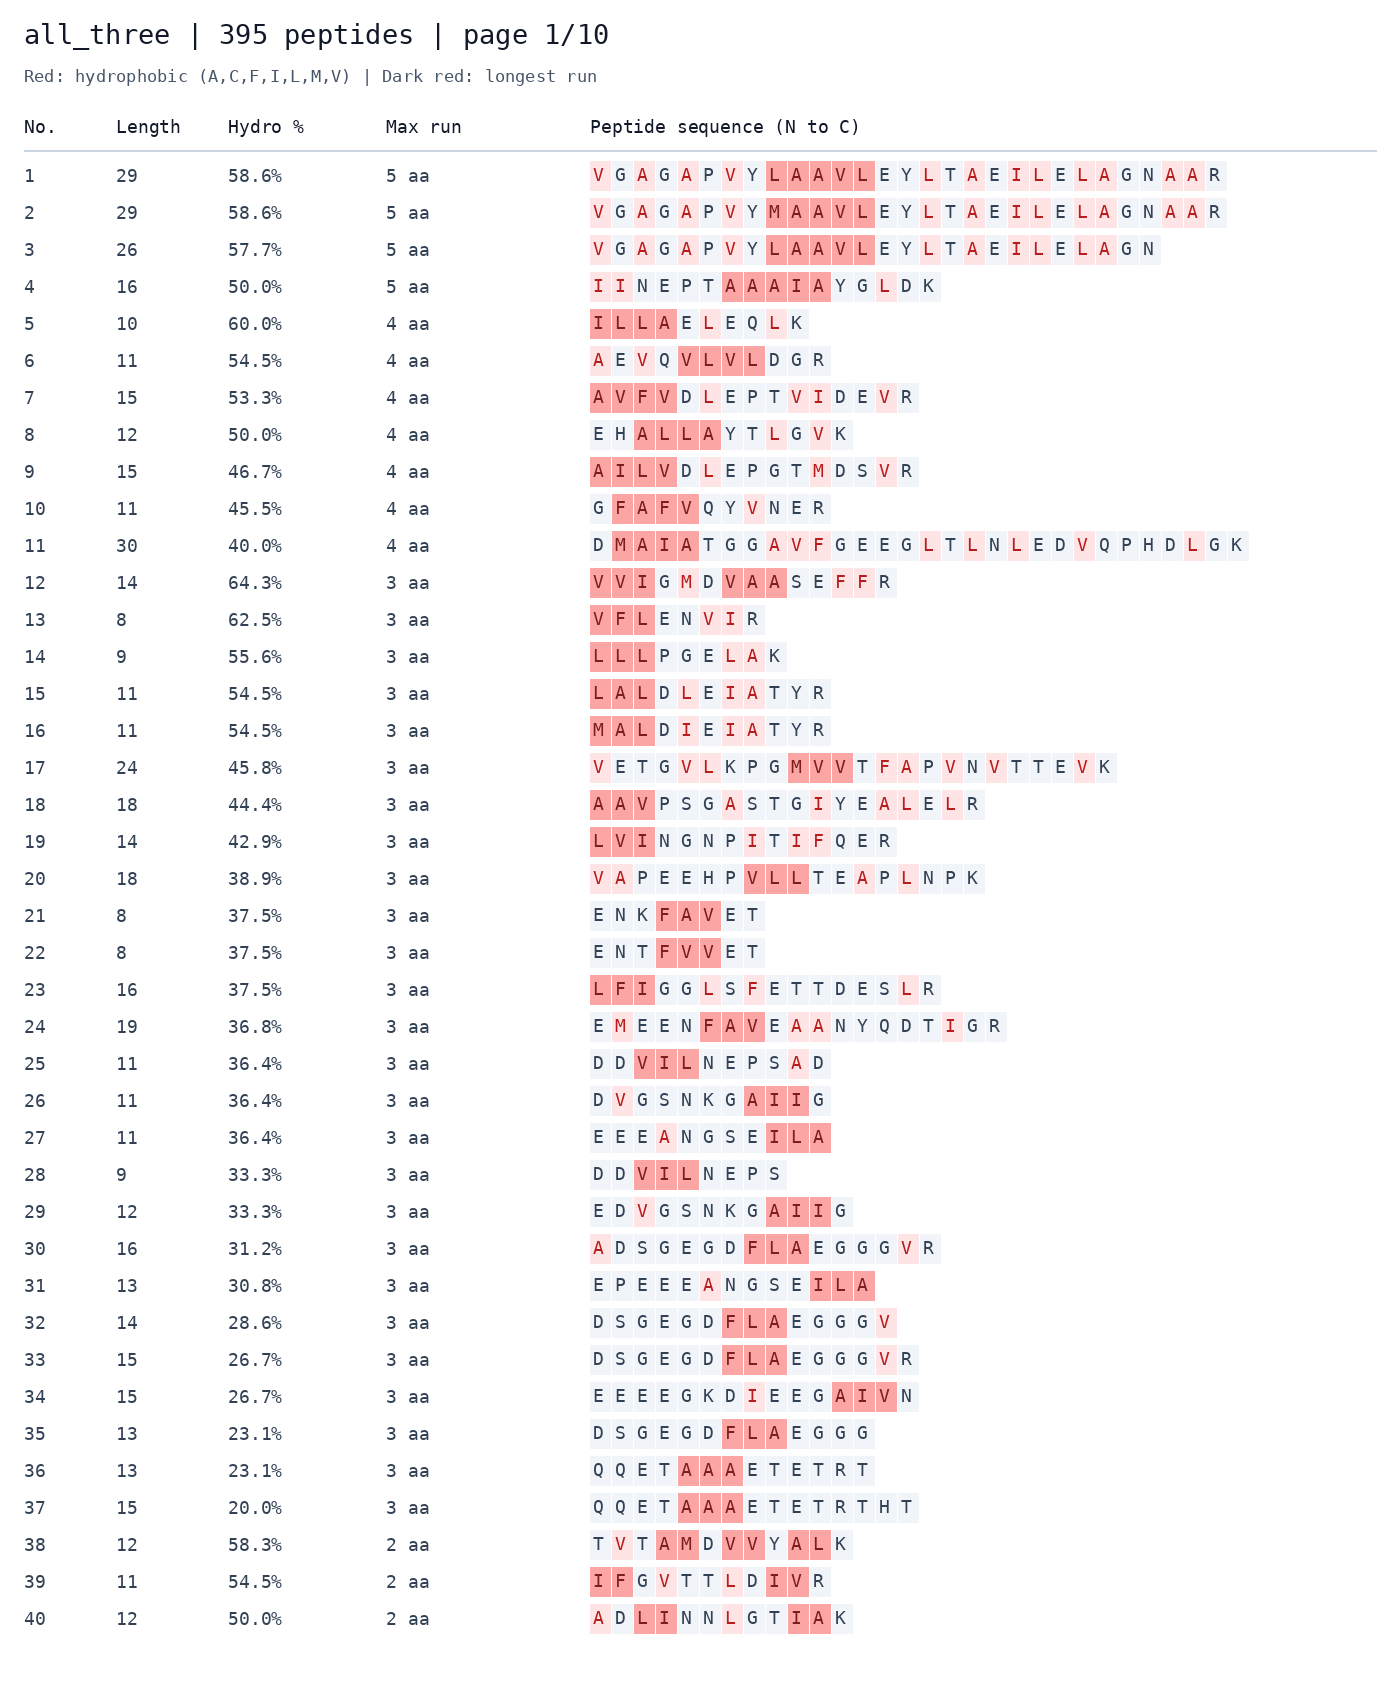 all_three | 395 peptides | page 1/10
Red: hydrophobic (A,C,F,I,L,M,V) | Dark red: longest run
No. Length Hydro % Max run Peptide sequence (N to C)
1 29 58.6% 5 aa VGAGAPVYLAAVLEYLTAEILELAGNAAR
2 29 58.6% 5 aa VGAGAPVYMAAVLEYLTAEILELAGNAAR
3 26 57.7% 5 aa VGAGAPVYLAAVLEYLTAEILELAGN
4 16 50.0% 5 aa IINEPTAAAIAYGLDK
5 10 60.0% 4 aa ILLAELEQLK
6 11 54.5% 4 aa AEVQVLVLDGR
7 15 53.3% 4 aa AVFVDLEPTVIDEVR
8 12 50.0% 4 aa EHALLAYTLGVK
9 15 46.7% 4 aa AILVDLEPGTMDSVR
10 11 45.5% 4 aa GFAFVQYVNER
11 30 40.0% 4 aa DMAIATGGAVFGEEGLTLNLEDVQPHDLGK
12 14 64.3% 3 aa VVIGMDVAASEFFR
13 8 62.5% 3 aa VFLENVIR
14 9 55.6% 3 aa LLLPGELAK
15 11 54.5% 3 aa LALDLEIATYR
16 11 54.5% 3 aa MALDIEIATYR
17 24 45.8% 3 aa VETGVLKPGMVVTFAPVNVTTEVK
18 18 44.4% 3 aa AAVPSGASTGIYEALELR
19 14 42.9% 3 aa LVINGNPITIFQER
20 18 38.9% 3 aa VAPEEHPVLLTEAPLNPK
21 8 37.5% 3 aa ENKFAVET
22 8 37.5% 3 aa ENTFVVET
23 16 37.5% 3 aa LFIGGLSFETTDESLR
24 19 36.8% 3 aa EMEENFAVEAANYQDTIGR
25 11 36.4% 3 aa DDVILNEPSAD
26 11 36.4% 3 aa DVGSNKGAIIG
27 11 36.4% 3 aa EEEANGSEILA
28 9 33.3% 3 aa DDVILNEPS
29 12 33.3% 3 aa EDVGSNKGAIIG
30 16 31.2% 3 aa ADSGEGDFLAEGGGVR
31 13 30.8% 3 aa EPEEEANGSEILA
32 14 28.6% 3 aa DSGEGDFLAEGGGV
33 15 26.7% 3 aa DSGEGDFLAEGGGVR
34 15 26.7% 3 aa EEEEGKDIEEGAIVN
35 13 23.1% 3 aa DSGEGDFLAEGGG
36 13 23.1% 3 aa QQETAAAETETRT
37 15 20.0% 3 aa QQETAAAETETRTHT
38 12 58.3% 2 aa TVTAMDVVYALK
39 11 54.5% 2 aa IFGVTTLDIVR
40 12 50.0% 2 aa ADLINNLGTIAK